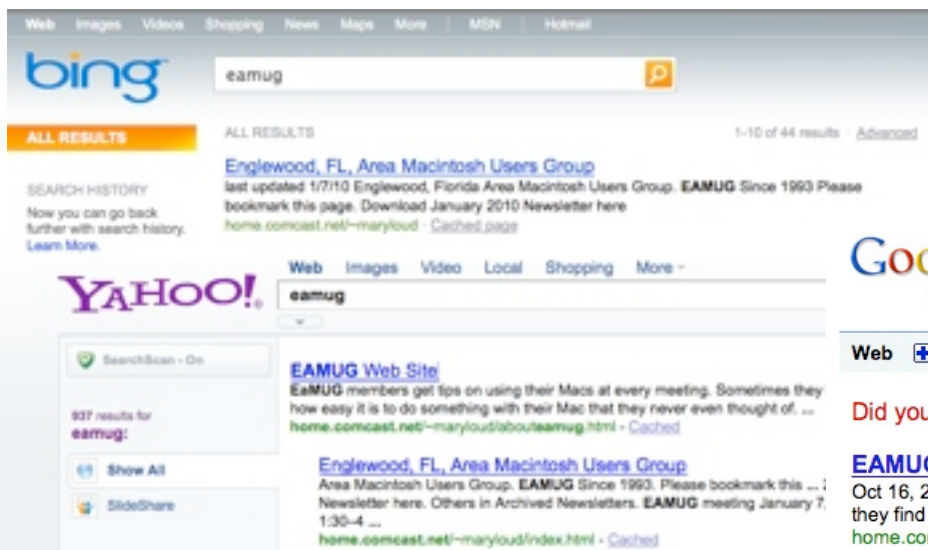 Web Images Videos Shopping News Maps More | MSN | Hotmail
bing
eamug
ALL RESULTS
ALL RESULTS 1-10 of 44 results · Advanced
Englewood, FL, Area Macintosh Users Group
last updated 1/7/10 Englewood, Florida Area Macintosh Users Group. EAMUG Since 1993 Please
bookmark this page. Download January 2010 Newsletter here
home.comcast.net/~maryloud · Cached page
SEARCH HISTORY
Now you can go back
further with search history.
Learn More.
Web Images Video Local Shopping More
YAHOO!
eamug
SearchScan - On
937 results for
eamug:
Show All
SlideShare
EAMUG Web Site
EaMUG members get tips on using their Macs at every meeting. Sometimes they
how easy it is to do something with their Mac that they never even thought of. ...
home.comcast.net/~maryloud/abouteamug.html - Cached
Englewood, FL, Area Macintosh Users Group
Area Macintosh Users Group. EAMUG Since 1993. Please bookmark this ...
Newsletter here. Others in Archived Newsletters. EAMUG meeting January 7,
1:30–4 ...
home.comcast.net/~maryloud/index.html - Cached
Goo
Web
Did you
EAMUG
Oct 16, 2
they find
home.com